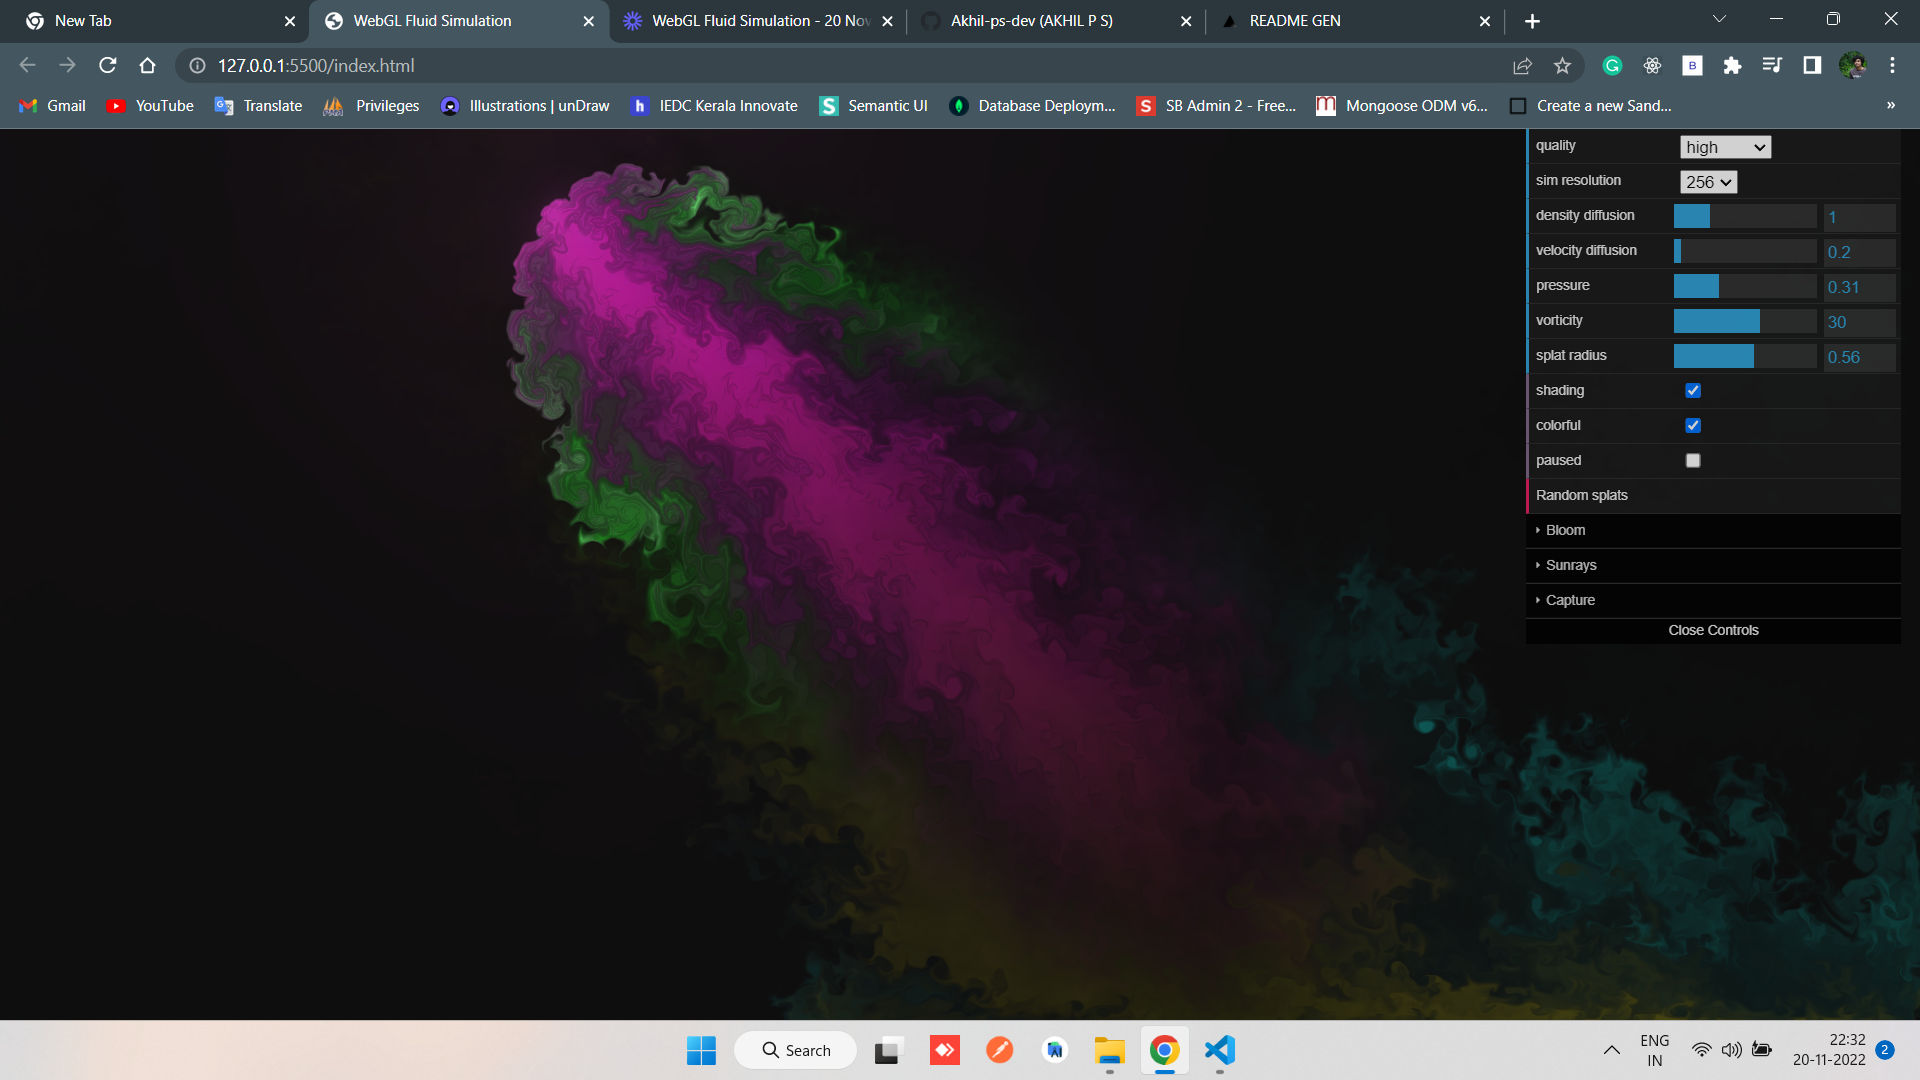 New Tab
WebGL Fluid Simulation
WebGL Fluid Simulation - 20 Nov
Akhil-ps-dev (AKHIL P S)
README GEN
127.0.0.1:5500/index.html
Gmail
YouTube
Translate
Privileges
Illustrations | unDraw
IEDC Kerala Innovate
Semantic UI
Database Deploym...
SB Admin 2 - Free...
Mongoose ODM v6...
Create a new Sand...
»
quality high
sim resolution 256
density diffusion 1
velocity diffusion 0.2
pressure 0.31
vorticity 30
splat radius 0.56
shading
colorful
paused
Random splats
Bloom
Sunrays
Capture
Close Controls
Search
ENG
IN
22:32
20-11-2022
2